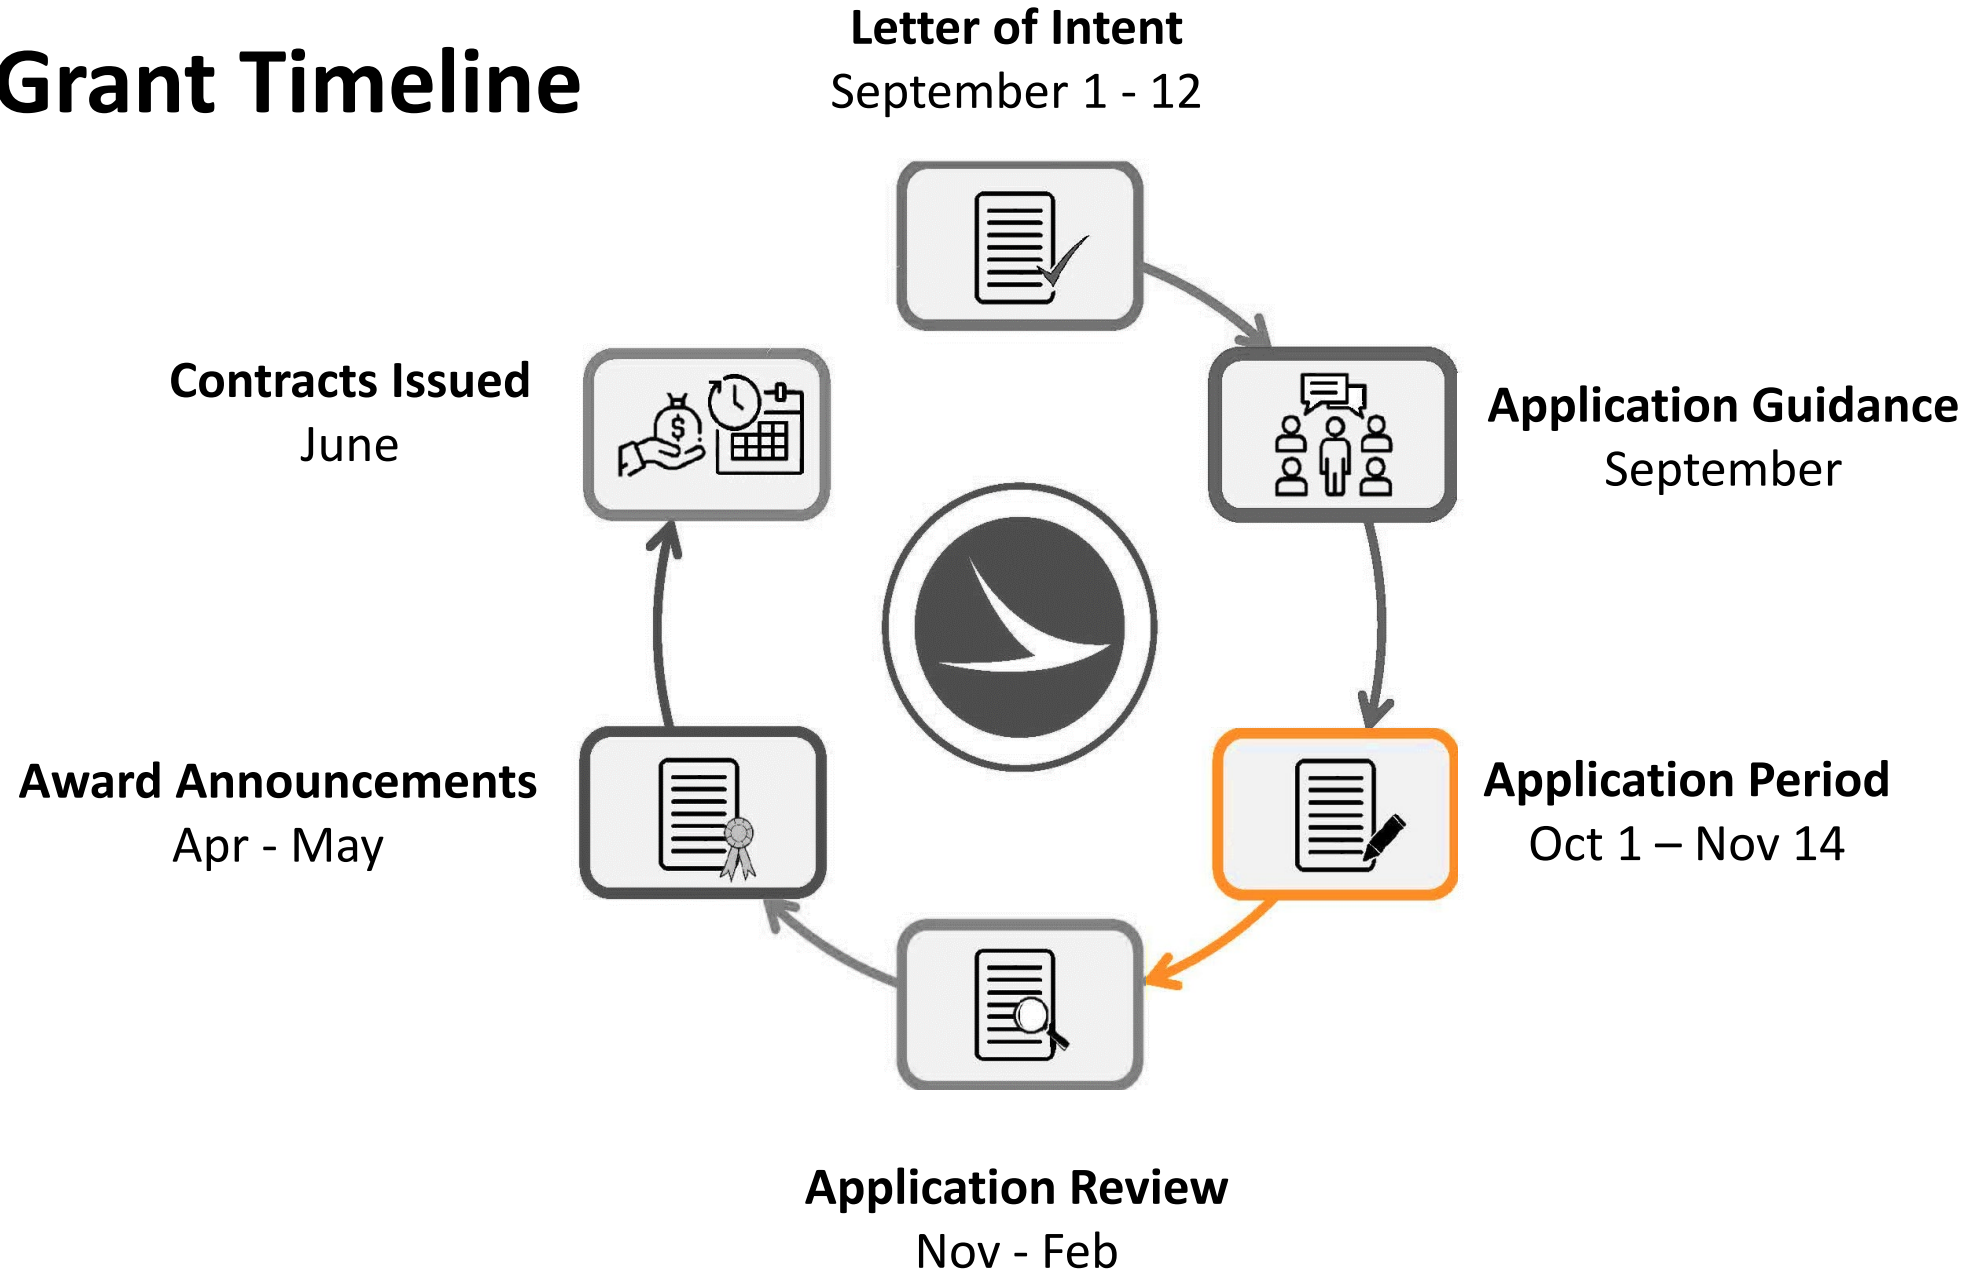 Grant Timeline
Letter of Intent
September 1 - 12
Application Guidance
September
Application Period
Oct 1 – Nov 14
Application Review
Nov - Feb
Award Announcements
Apr - May
Contracts Issued
June
$